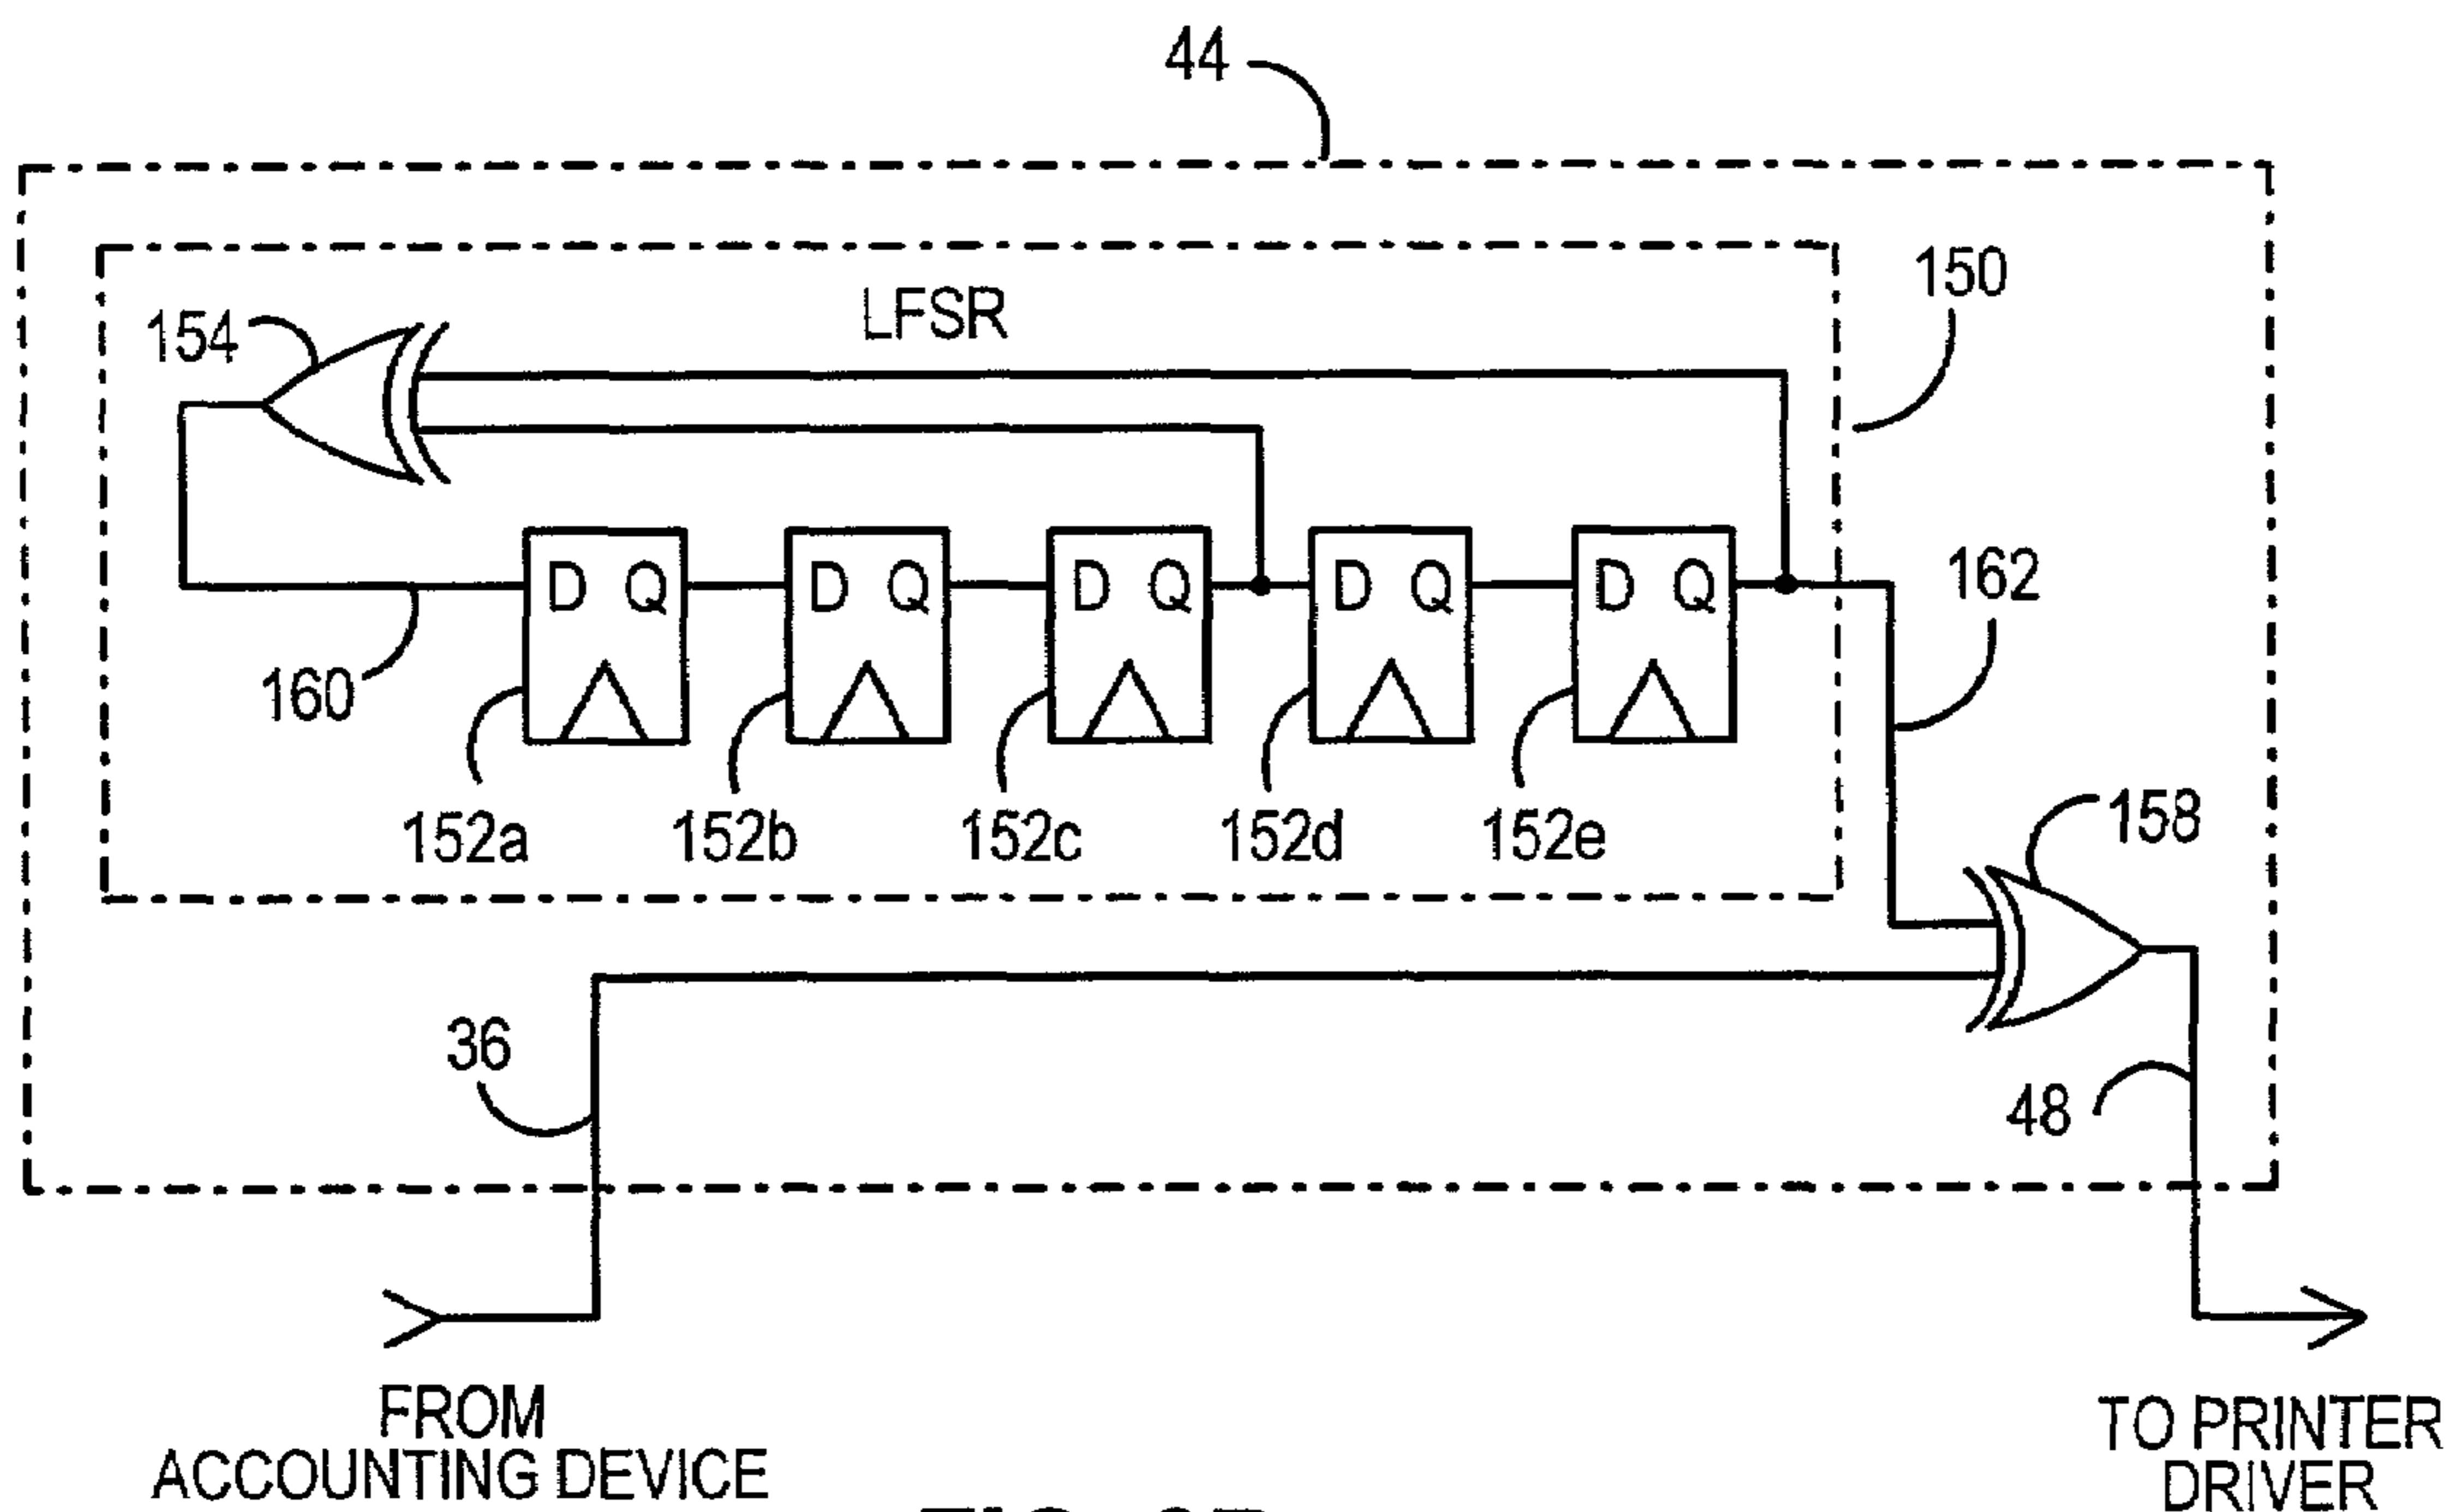 44
150
LFSR
154
D Q D Q D Q D Q D Q
162
160
152a 152b 152c 152d 152e
158
36
48
FROM
ACCOUNTING DEVICE
TO PRINTER
DRIVER